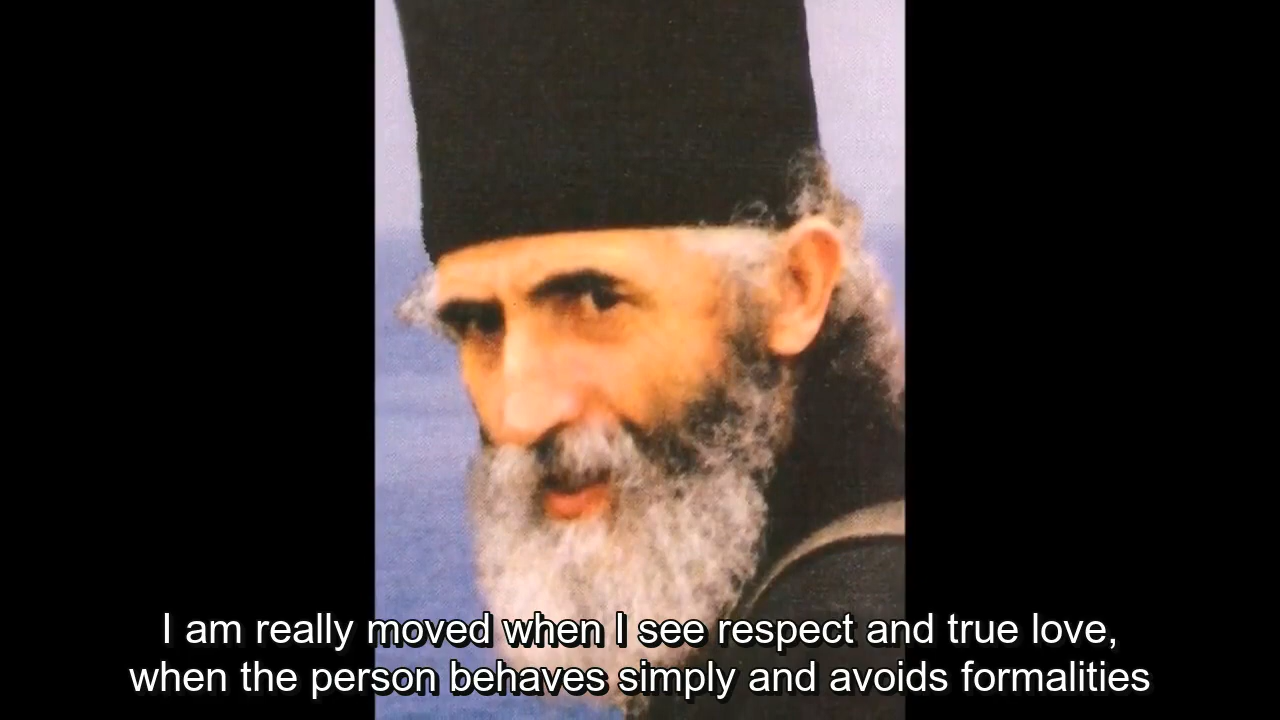 I am really moved when I see respect and true love,
when the person behaves simply and avoids formalities